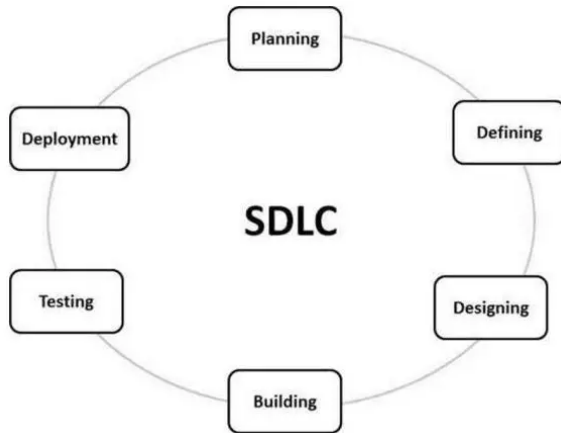 Planning
Deployment
Defining
SDLC
Testing
Designing
Building